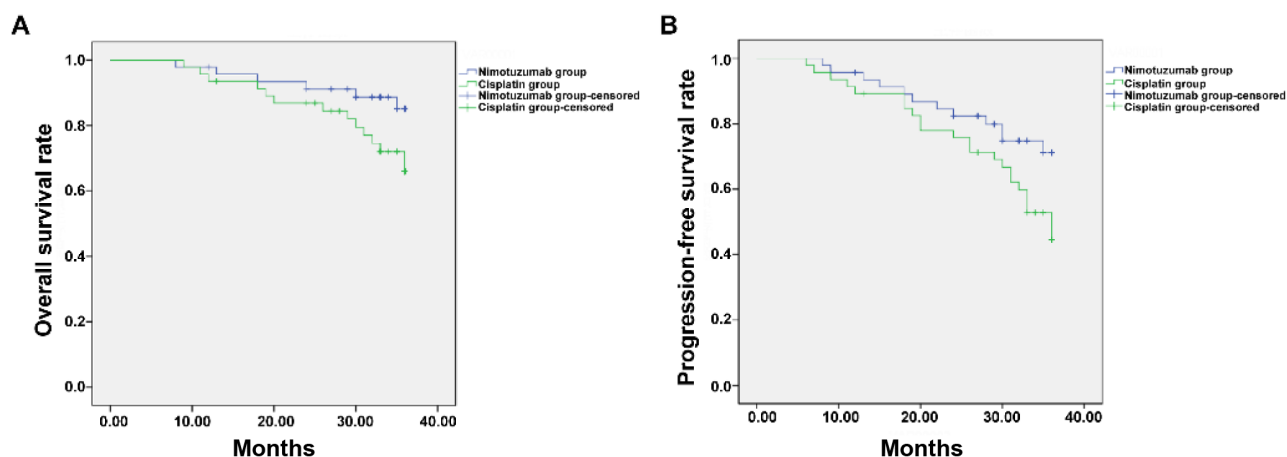 A
Overall survival rate
1.0
0.8
0.6
0.4
0.2
0.0
0.00 10.00 20.00 30.00 40.00
Months
Nimotuzumab group
Cisplatin group
Nimotuzumab group-censored
Cisplatin group-censored
B
Progression-free survival rate
1.0
0.8
0.6
0.4
0.2
0.0
0.00 10.00 20.00 30.00 40.00
Months
Nimotuzumab group
Cisplatin group
Nimotuzumab group-censored
Cisplatin group-censored